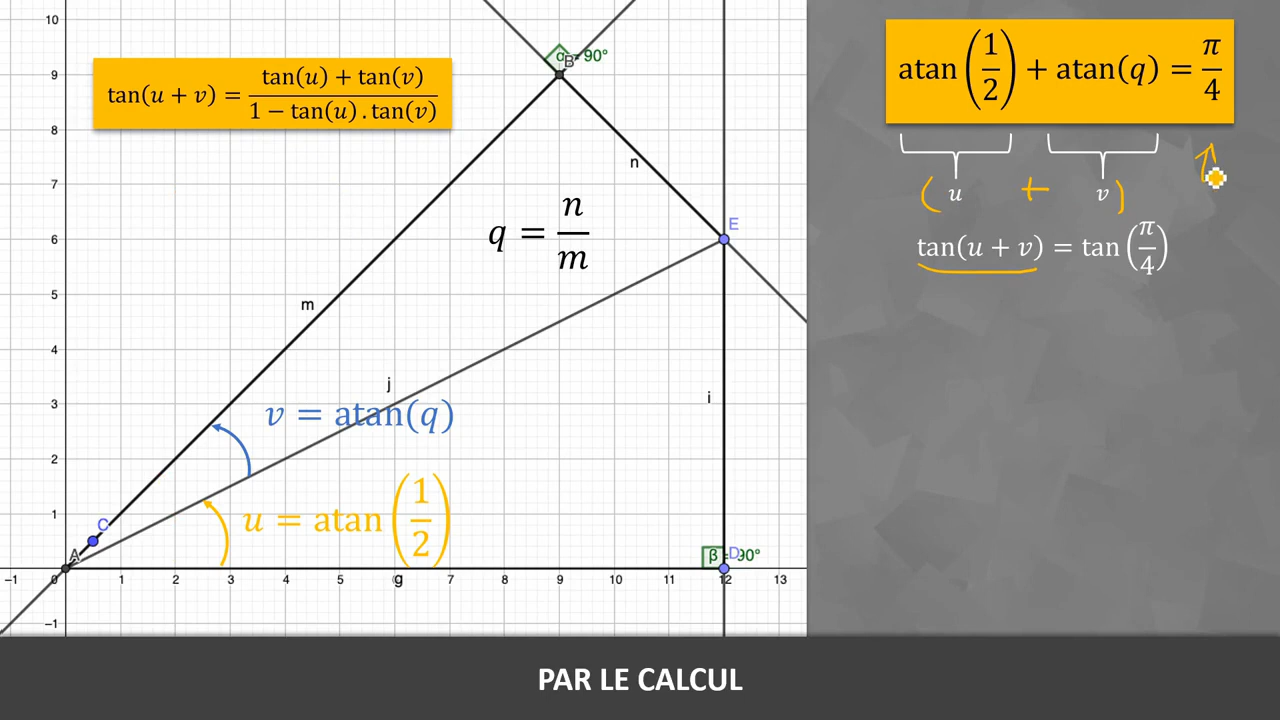 tan(u + v) = tan(u) + tan(v) / 1 − tan(u) . tan(v)
atan(1/2) + atan(q) = π/4
( u + v )
tan(u + v) = tan(π/4)
10
9
8
7
6
5
4
3
2
1
0
−1
−1 0 1 2 3 4 5 6 7 8 9 10 11 12 13
α = 90°
B
n
E
q = n/m
m
j
i
v = atan(q)
u = atan(1/2)
C
A
g
β = 90°
D
PAR LE CALCUL